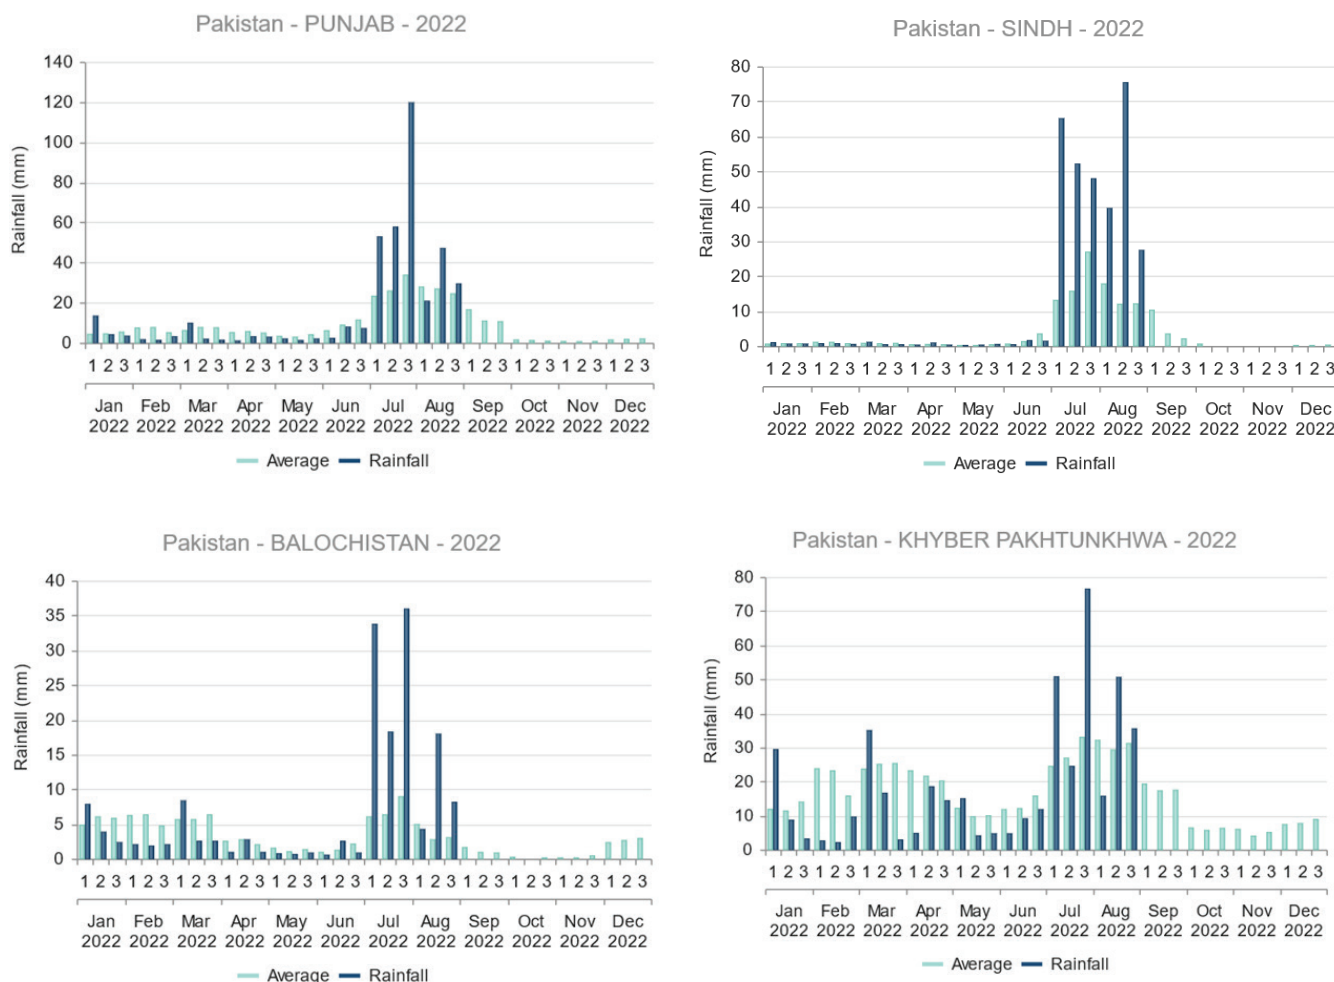 Pakistan - PUNJAB - 2022
140
120
100
80
60
40
20
0
Rainfall (mm)
1 2 3 1 2 3 1 2 3 1 2 3 1 2 3 1 2 3 1 2 3 1 2 3 1 2 3 1 2 3 1 2 3 1 2 3
Jan Feb Mar Apr May Jun Jul Aug Sep Oct Nov Dec
2022 2022 2022 2022 2022 2022 2022 2022 2022 2022 2022 2022
Average Rainfall
Pakistan - SINDH - 2022
80
70
60
50
40
30
20
10
0
Rainfall (mm)
1 2 3 1 2 3 1 2 3 1 2 3 1 2 3 1 2 3 1 2 3 1 2 3 1 2 3 1 2 3 1 2 3 1 2 3
Jan Feb Mar Apr May Jun Jul Aug Sep Oct Nov Dec
2022 2022 2022 2022 2022 2022 2022 2022 2022 2022 2022 2022
Average Rainfall
Pakistan - BALOCHISTAN - 2022
40
35
30
25
20
15
10
5
0
Rainfall (mm)
1 2 3 1 2 3 1 2 3 1 2 3 1 2 3 1 2 3 1 2 3 1 2 3 1 2 3 1 2 3 1 2 3 1 2 3
Jan Feb Mar Apr May Jun Jul Aug Sep Oct Nov Dec
2022 2022 2022 2022 2022 2022 2022 2022 2022 2022 2022 2022
Average Rainfall
Pakistan - KHYBER PAKHTUNKHWA - 2022
80
70
60
50
40
30
20
10
0
Rainfall (mm)
1 2 3 1 2 3 1 2 3 1 2 3 1 2 3 1 2 3 1 2 3 1 2 3 1 2 3 1 2 3 1 2 3 1 2 3
Jan Feb Mar Apr May Jun Jul Aug Sep Oct Nov Dec
2022 2022 2022 2022 2022 2022 2022 2022 2022 2022 2022 2022
Average Rainfall